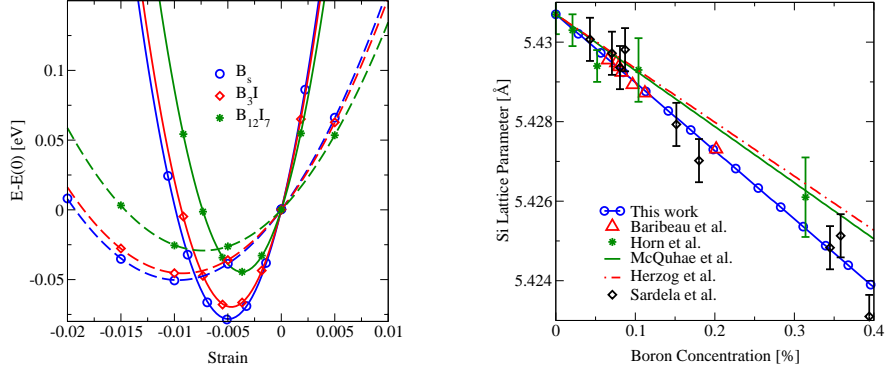 E-E(0) [eV]
0.1
0.05
0
-0.05
-0.02
-0.015
-0.01
-0.005
0
0.005
0.01
Strain
B_s
B_3I
B_12I_7
Si Lattice Parameter [Å]
5.43
5.428
5.426
5.424
0
0.1
0.2
0.3
0.4
Boron Concentration [%]
This work
Baribeau et al.
Horn et al.
McQuhae et al.
Herzog et al.
Sardela et al.